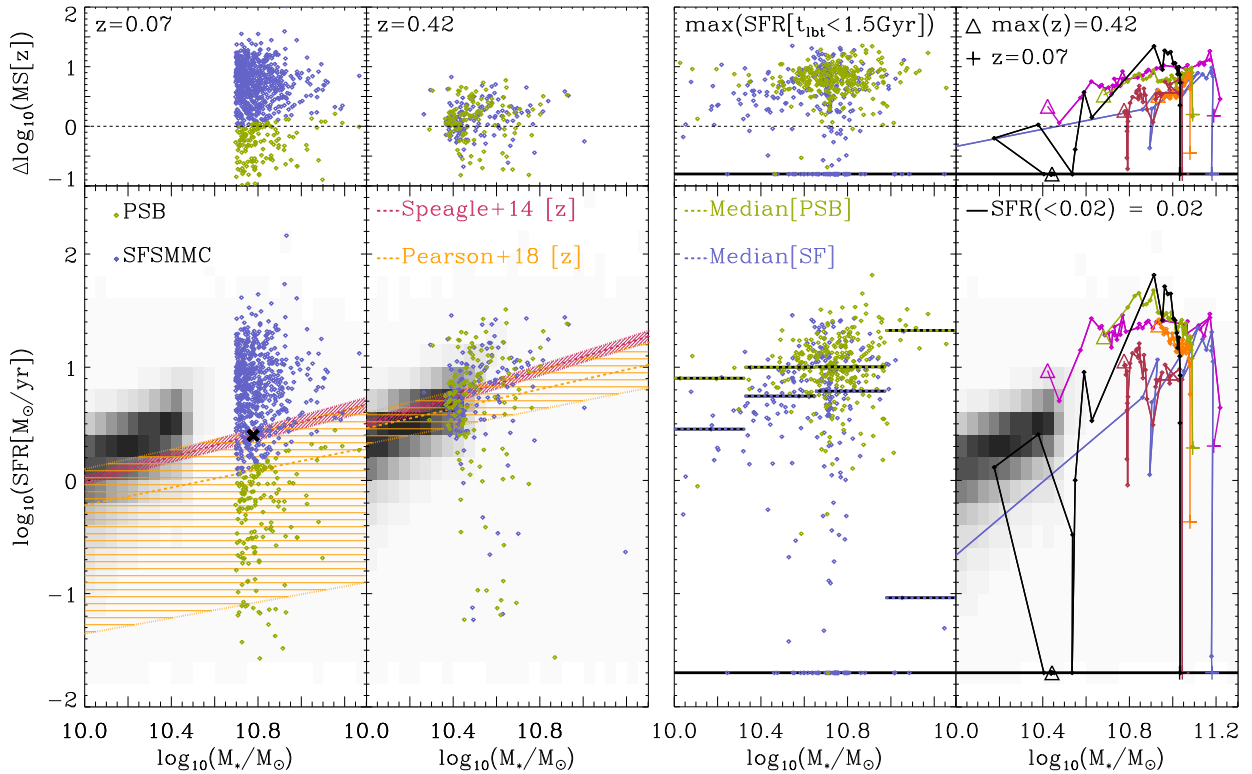 z=0.07
z=0.42
max(SFR[t_lbt<1.5Gyr])
△ max(z)=0.42
+ z=0.07
Δlog₁₀(MS[z])
2
1
0
−1
PSB
SFSMMC
Speagle+14 [z]
Pearson+18 [z]
Median[PSB]
Median[SF]
SFR(<0.02) = 0.02
log₁₀(SFR[M⊙/yr])
2
1
0
−1
−2
10.0 10.4 10.8 10.0 10.4 10.8 10.0 10.4 10.8 10.0 10.4 10.8 11.2
log₁₀(M*/M⊙) log₁₀(M*/M⊙) log₁₀(M*/M⊙) log₁₀(M*/M⊙)